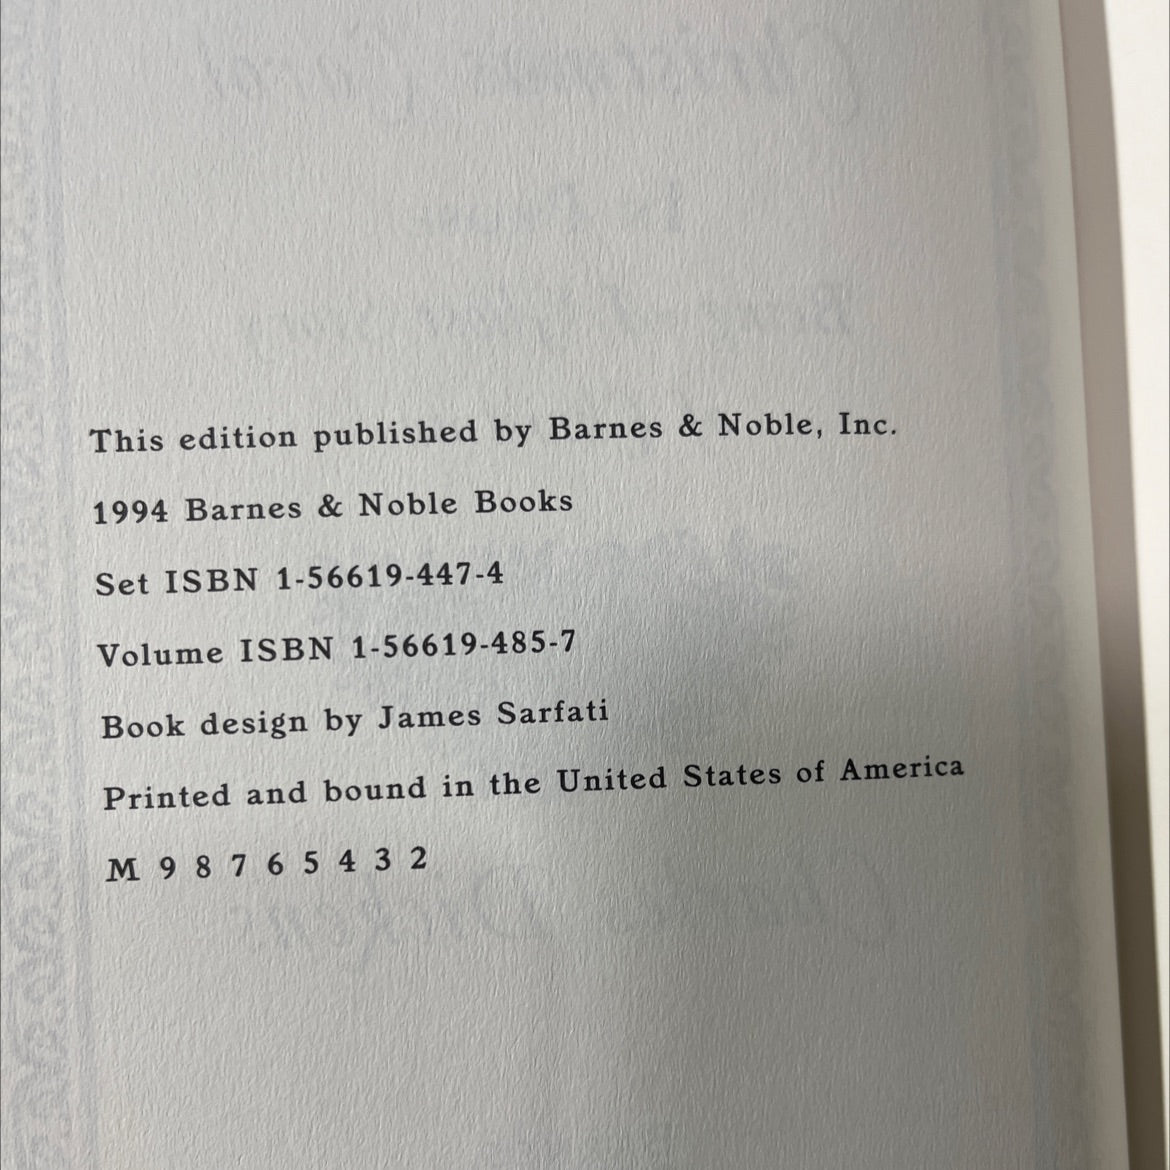 This edition published by Barnes & Noble, Inc.
1994 Barnes & Noble Books
Set ISBN 1-56619-447-4
Volume ISBN 1-56619-485-7
Book design by James Sarfati
Printed and bound in the United States of America
M 9 8 7 6 5 4 3 2